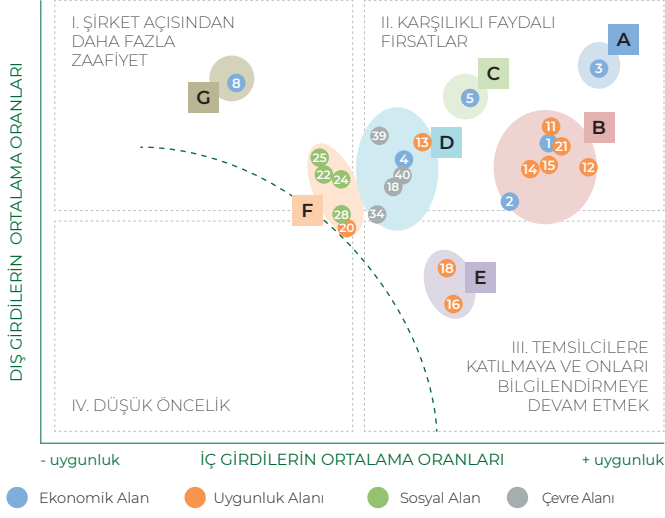 I. ŞİRKET AÇISINDAN
DAHA FAZLA
ZAAFİYET
II. KARŞILIKLI FAYDALI
FIRSATLAR
A
3
8
G
C
5
B
11
1
21
14
15
12
2
39
13
D
4
40
18
34
25
22
24
F
28
20
18
E
16
III. TEMSİLCİLERE
KATILMAYA VE ONLARI
BİLGİLENDİRMEYE
DEVAM ETMEK
IV. DÜŞÜK ÖNCELİK
DIŞ GİRDİLERİN ORTALAMA ORANLARI
- uygunluk
İÇ GİRDİLERİN ORTALAMA ORANLARI
+ uygunluk
Ekonomik Alan
Uygunluk Alanı
Sosyal Alan
Çevre Alanı